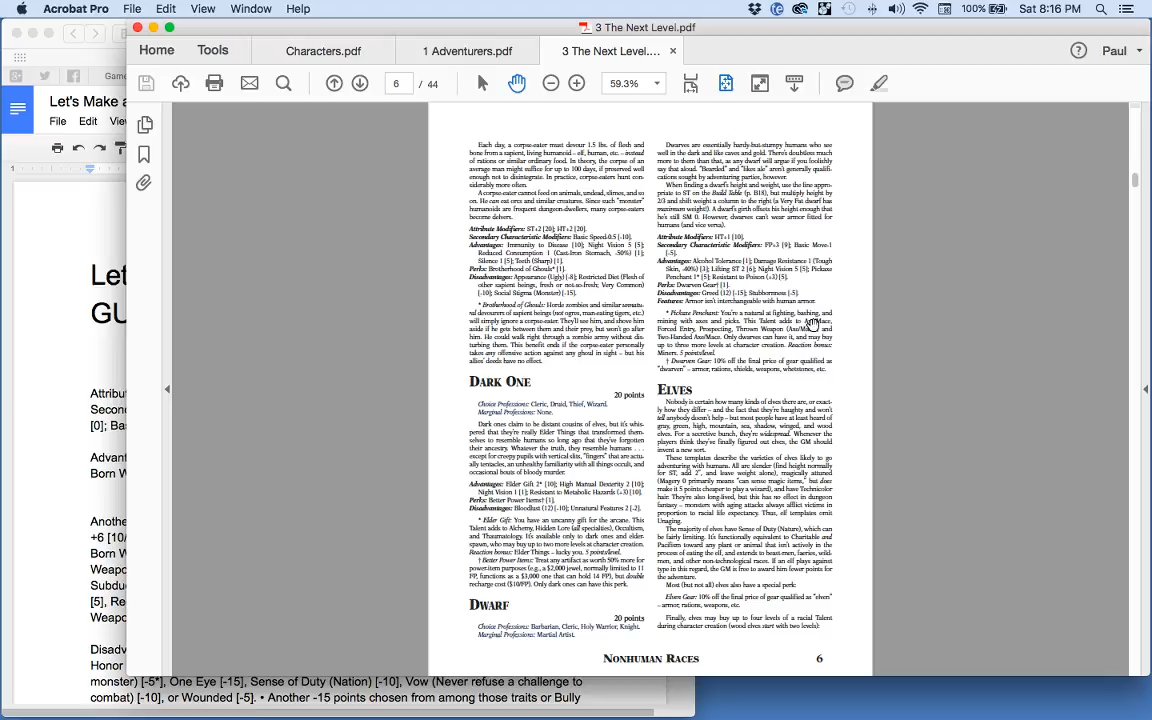 Acrobat Pro File Edit View Window Help
100% Sat 8:16 PM
3 The Next Level.pdf
Home Tools Characters.pdf 1 Adventurers.pdf 3 The Next Level.... × Paul
6 / 44 59.3%
Game
Let's Make a
File Edit Vie
Let
GU
Attribut
Second
[0]; Bas
Advant
Born W
Anothe
+6 [10/
Born W
Weapo
Subdu
[5], Re
Weapo
Disadv
Honor
monster) [-5*], One Eye [-15], Sense of Duty (Nation) [-10], Vow (Never refuse a challenge to
combat) [-10], or Wounded [-5]. • Another -15 points chosen from among those traits or Bully
Each day, a corpse-eater must devour 1.5 lbs. of flesh and
bone from a sapient, living humanoid – elf, human, etc. – instead
of rations or similar ordinary food. In theory, the corpse of an
average man might suffice for up to 100 days, if preserved well
enough not to disintegrate. In practice, corpse-eaters hunt con-
siderably more often.
A corpse-eater cannot feed on animals, undead, slimes, and so
on. He can eat orcs and similar creatures. Since such "monster"
humanoids are frequent dungeon-dwellers, many corpse-eaters
become delvers.
Attribute Modifiers: ST+2 [20]; HT+2 [20].
Secondary Characteristic Modifiers: Basic Speed-0.5 [-10].
Advantages: Immunity to Disease [10]; Night Vision 5 [5];
Reduced Consumption 1 (Cast-Iron Stomach, -50%) [1];
Silence 1 [5]; Teeth (Sharp) [1].
Perks: Brotherhood of Ghouls* [1].
Disadvantages: Appearance (Ugly) [-8]; Restricted Diet (Flesh of
other sapient beings, fresh or not-so-fresh; Very Common)
[-10]; Social Stigma (Monster) [-15].
* Brotherhood of Ghouls: Horde zombies and similar unnatu-
ral devourers of sapient beings (not ogres, man-eating tigers, etc.)
will simply ignore a corpse-eater. They'll see him, and shove him
aside if he gets between them and their prey, but won't go after
him. He could walk right through a zombie army without dis-
turbing them. This benefit ends if the corpse-eater personally
takes any offensive action against any ghoul in sight – but his
allies' deeds have no effect.
DARK ONE
20 points
Choice Professions: Cleric, Druid, Thief, Wizard.
Marginal Professions: None.
Dark ones claim to be distant cousins of elves, but it's whis-
pered that they're really Elder Things that transformed them-
selves to resemble humans so long ago that they've forgotten
their ancestry. Whatever the truth, they resemble humans . . .
except for creepy pupils with vertical slits, "fingers" that are actu-
ally tentacles, an unhealthy familiarity with all things occult, and
occasional bouts of bloody murder.
Advantages: Elder Gift 2* [10]; High Manual Dexterity 2 [10];
Night Vision 1 [1]; Resistant to Metabolic Hazards (+3) [10].
Perks: Better Power Items† [1].
Disadvantages: Bloodlust (12) [-10]; Unnatural Features 2 [-2].
* Elder Gift: You have an uncanny gift for the arcane. This
Talent adds to Alchemy, Hidden Lore (all specialties), Occultism,
and Thaumatology. It's available only to dark ones and elder-
spawn, who may buy up to two more levels at character creation.
Reaction bonus: Elder Things – lucky you. 5 points/level.
† Better Power Items: Treat any artifact as worth 50% more for
power-item purposes (e.g., a $2,000 jewel, normally limited to 11
FP, functions as a $3,000 one that can hold 14 FP), but double
recharge cost ($10/FP). Only dark ones can have this perk.
DWARF
20 points
Choice Professions: Barbarian, Cleric, Holy Warrior, Knight.
Marginal Professions: Martial Artist.
Dwarves are essentially hardy-but-stumpy humans who see
well in the dark and like caves and gold. There's doubtless much
more to them than that, as any dwarf will argue if you foolishly
say that aloud. "Bearded" and "likes ale" aren't generally qualifi-
cations sought by adventuring parties, however.
When finding a dwarf's height and weight, use the line appro-
priate to ST on the Build Table (p. B18), but multiply height by
2/3 and shift weight a column to the right (a Very Fat dwarf has
maximum weight!). A dwarf's girth offsets his height enough that
he's still SM 0. However, dwarves can't wear armor fitted for
humans (and vice versa).
Attribute Modifiers: HT+1 [10].
Secondary Characteristic Modifiers: FP+3 [9]; Basic Move-1
[-5].
Advantages: Alcohol Tolerance [1]; Damage Resistance 1 (Tough
Skin, -40%) [3]; Lifting ST 2 [6]; Night Vision 5 [5]; Pickaxe
Penchant 1* [5]; Resistant to Poison (+3) [5].
Perks: Dwarven Gear† [1].
Disadvantages: Greed (12) [-15]; Stubbornness [-5].
Features: Armor isn't interchangeable with human armor.
* Pickaxe Penchant: You're a natural at fighting, bashing, and
mining with axes and picks. This Talent adds to
Forced Entry, Prospecting, Thrown Weapon
Two-Handed Axe/Mace. Only dwarves can have it, and may buy
up to three more levels at character creation. Reaction bonus:
Miners. 5 points/level.
† Dwarven Gear: 10% off the final price of gear qualified as
"dwarven" – armor, rations, shields, weapons, whetstones, etc.
ELVES
Nobody is certain how many kinds of elves there are, or exact-
ly how they differ – and the fact that they're haughty and won't
tell anybody doesn't help – but most people have at least heard of
gray, green, high, mountain, sea, shadow, winged, and wood
elves. For a secretive bunch, they're widespread. Whenever the
players think they've finally figured out elves, the GM should
invent a new sort.
These templates describe the varieties of elves likely to go
adventuring with humans. All are slender (find height normally
for ST, add 2", and leave weight alone), magically attuned
(Magery 0 primarily means "can sense magic items," but does
make it 5 points cheaper to play a wizard), and have Technicolor
hair. They're also long-lived, but this has no effect in dungeon
fantasy – monsters with aging attacks always afflict victims in
proportion to racial life expectancy. Thus, elf templates omit
Unaging.
The majority of elves have Sense of Duty (Nature), which can
be fairly limiting. It's functionally equivalent to Charitable and
Pacifism toward any plant or animal that isn't actively in the
process of eating the elf, and extends to beast-men, faeries, wild-
men, and other non-technological races. If an elf plays against
type in this regard, the GM is free to award him fewer points for
the adventure.
Most (but not all) elves also have a special perk:
Elven Gear: 10% off the final price of gear qualified as "elven"
– armor, rations, weapons, etc.
Finally, elves may buy up to four levels of a racial Talent
during character creation (wood elves start with two levels):
NONHUMAN RACES 6